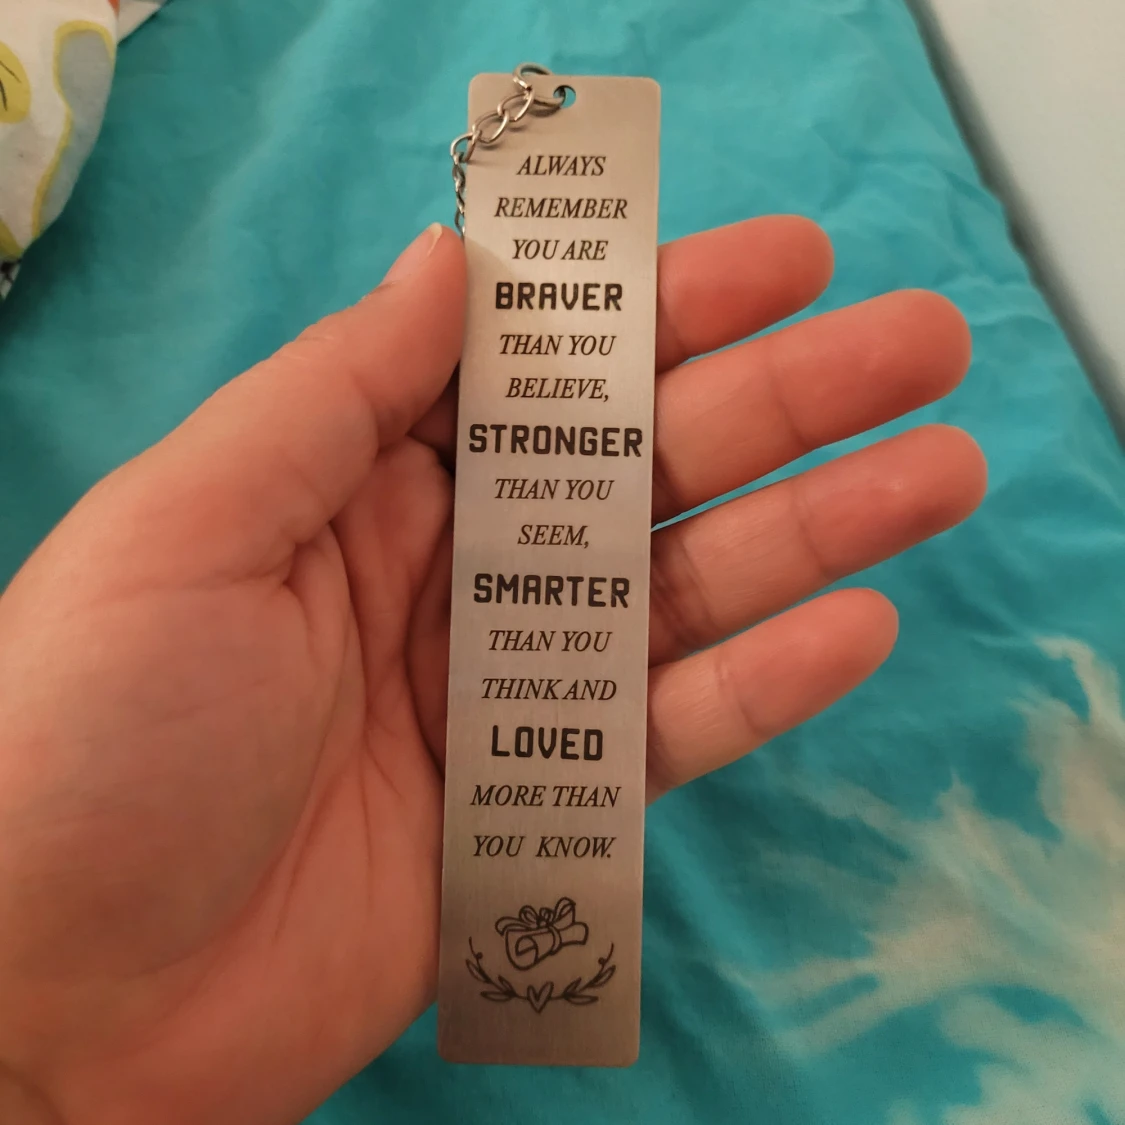 ALWAYS
REMEMBER
YOU ARE
BRAVER
THAN YOU
BELIEVE,
STRONGER
THAN YOU
SEEM,
SMARTER
THAN YOU
THINK AND
LOVED
MORE THAN
YOU KNOW.